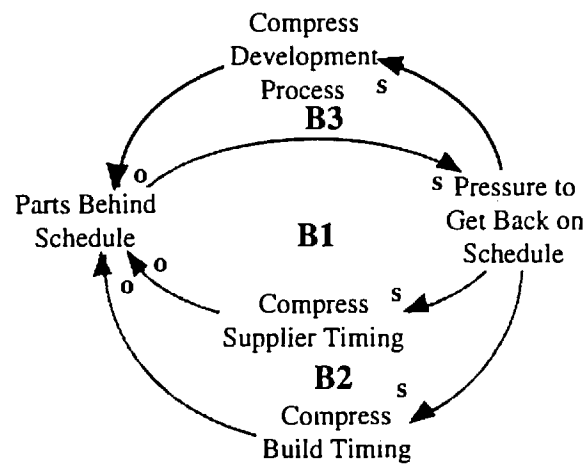 Compress
Development
Process s
B3
o
s Pressure to
Get Back on
Schedule
Parts Behind
Schedule
B1
o
o
Compress s
Supplier Timing
B2
Compress s
Build Timing